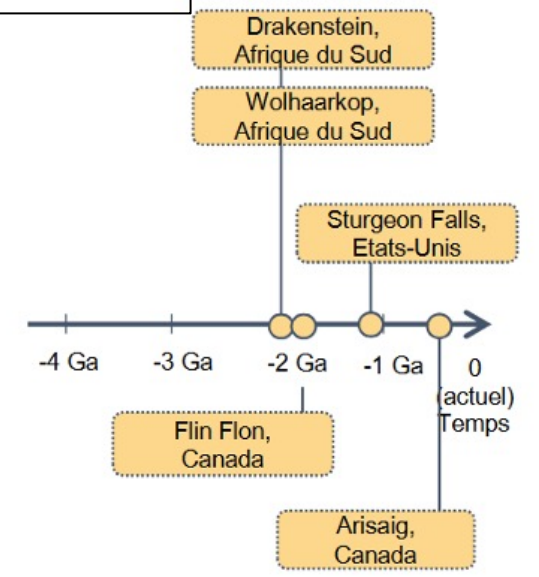 Drakenstein,
Afrique du Sud
Wolhaarkop,
Afrique du Sud
Sturgeon Falls,
Etats-Unis
-4 Ga
-3 Ga
-2 Ga
-1 Ga
0
(actuel)
Temps
Flin Flon,
Canada
Arisaig,
Canada